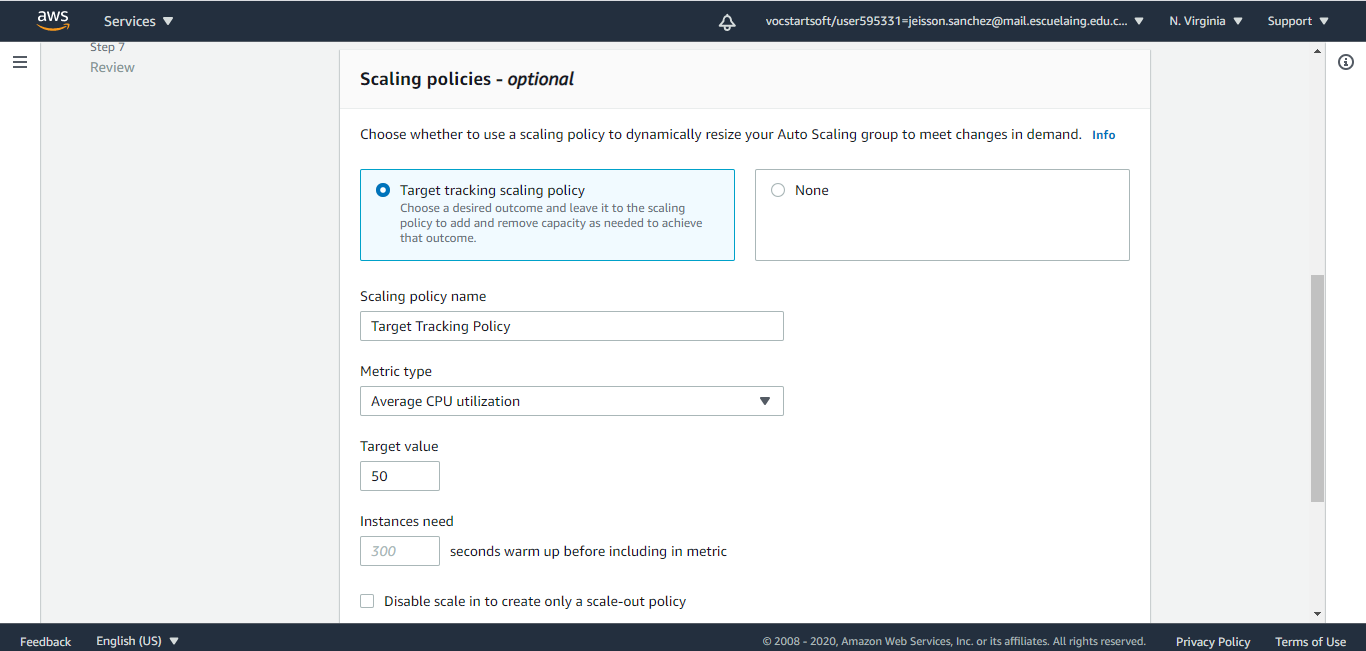 aws Services vocstartsoft/user595331=jeisson.sanchez@mail.escuelaing.edu.c... N. Virginia Support
Step 7
Review
Scaling policies - optional
Choose whether to use a scaling policy to dynamically resize your Auto Scaling group to meet changes in demand. Info
Target tracking scaling policy
Choose a desired outcome and leave it to the scaling
policy to add and remove capacity as needed to achieve
that outcome.
None
Scaling policy name
Target Tracking Policy
Metric type
Average CPU utilization
Target value
50
Instances need
300 seconds warm up before including in metric
Disable scale in to create only a scale-out policy
Feedback English (US) © 2008 - 2020, Amazon Web Services, Inc. or its affiliates. All rights reserved. Privacy Policy Terms of Use